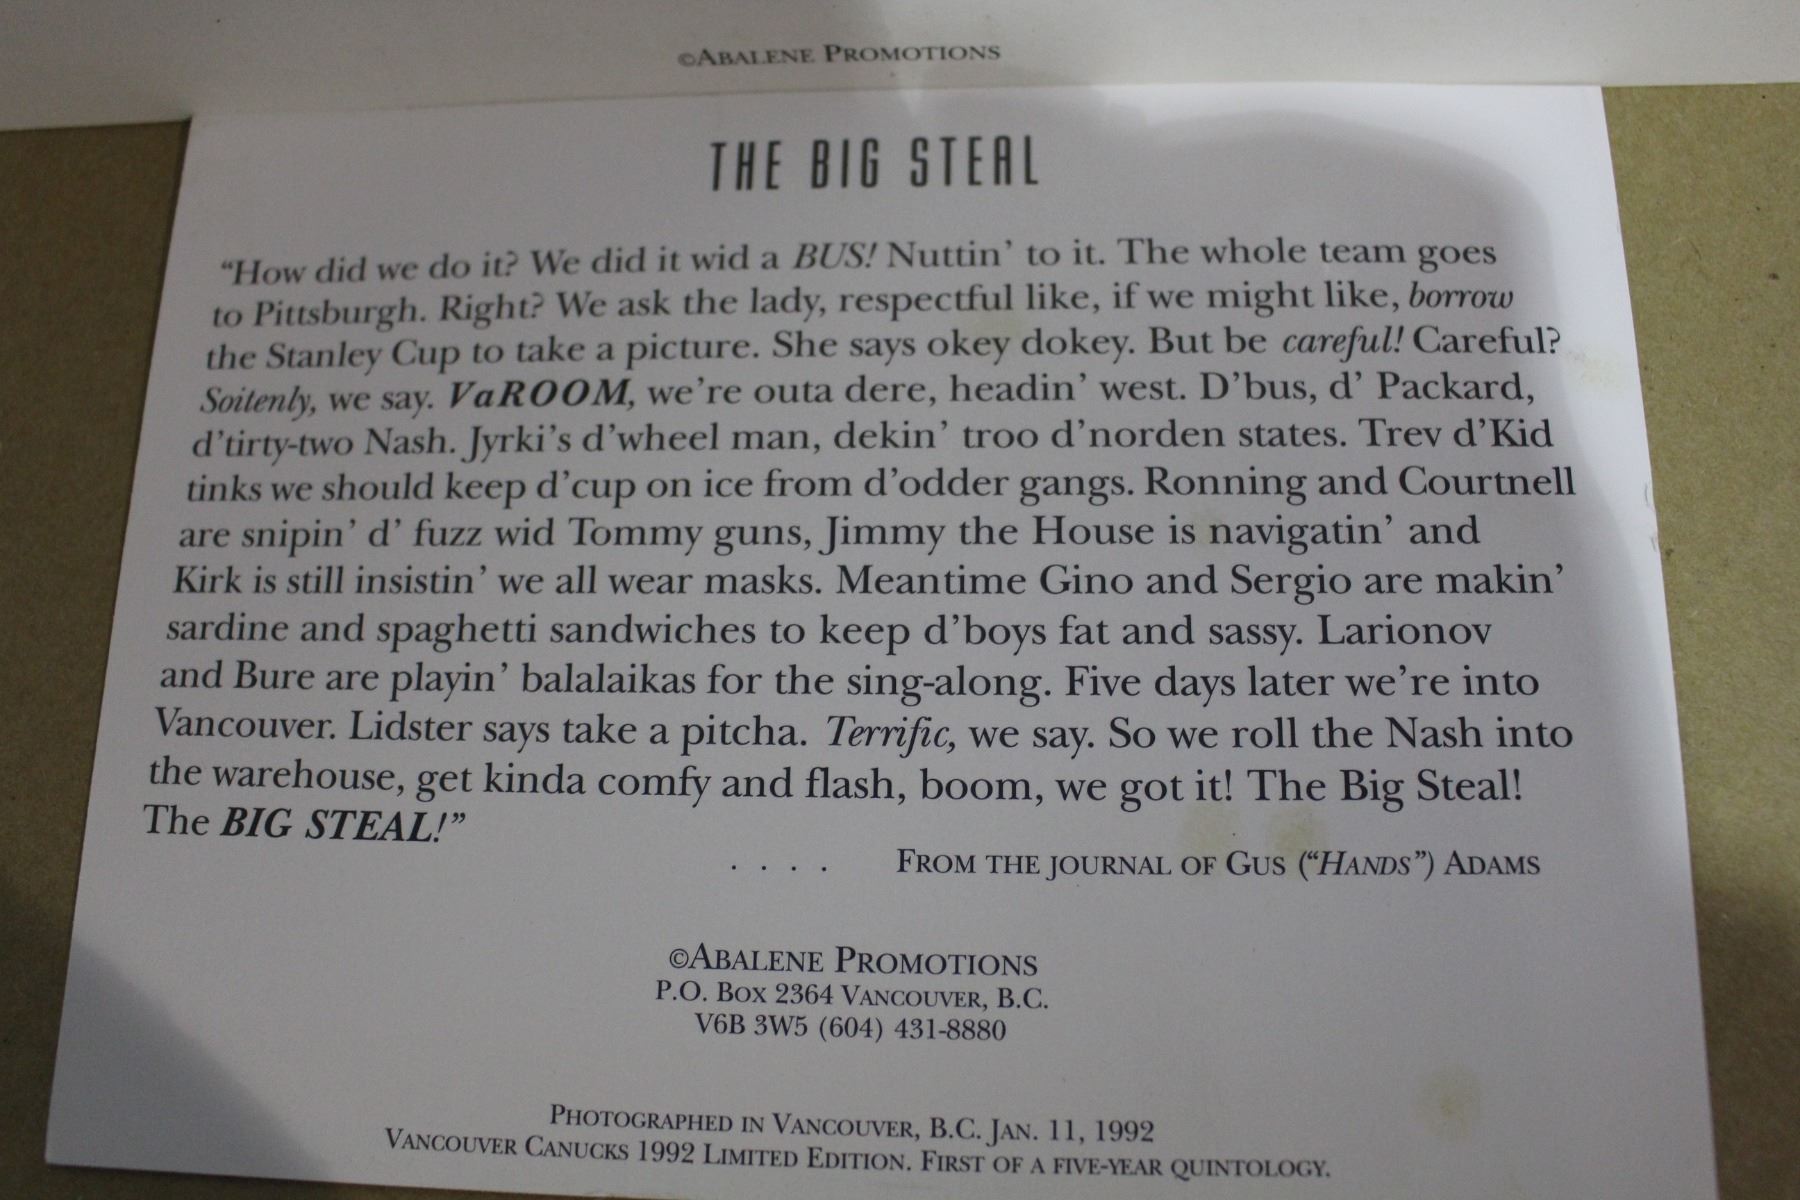 ©ABALENE PROMOTIONS
THE BIG STEAL
“How did we do it? We did it wid a BUS! Nuttin’ to it. The whole team goes
to Pittsburgh. Right? We ask the lady, respectful like, if we might like, borrow
the Stanley Cup to take a picture. She says okey dokey. But be careful! Careful?
Soitenly, we say. VaROOM, we’re outa dere, headin’ west. D’bus, d’ Packard,
d’tirty-two Nash. Jyrki’s d’wheel man, dekin’ troo d’norden states. Trev d’Kid
tinks we should keep d’cup on ice from d’odder gangs. Ronning and Courtnell
are snipin’ d’ fuzz wid Tommy guns, Jimmy the House is navigatin’ and
Kirk is still insistin’ we all wear masks. Meantime Gino and Sergio are makin’
sardine and spaghetti sandwiches to keep d’boys fat and sassy. Larionov
and Bure are playin’ balalaikas for the sing-along. Five days later we’re into
Vancouver. Lidster says take a pitcha. Terrific, we say. So we roll the Nash into
the warehouse, get kinda comfy and flash, boom, we got it! The Big Steal!
The BIG STEAL!”
. . . . FROM THE JOURNAL OF GUS (“HANDS”) ADAMS
©ABALENE PROMOTIONS
P.O. BOX 2364 VANCOUVER, B.C.
V6B 3W5 (604) 431-8880
PHOTOGRAPHED IN VANCOUVER, B.C. JAN. 11, 1992
VANCOUVER CANUCKS 1992 LIMITED EDITION. FIRST OF A FIVE-YEAR QUINTOLOGY.